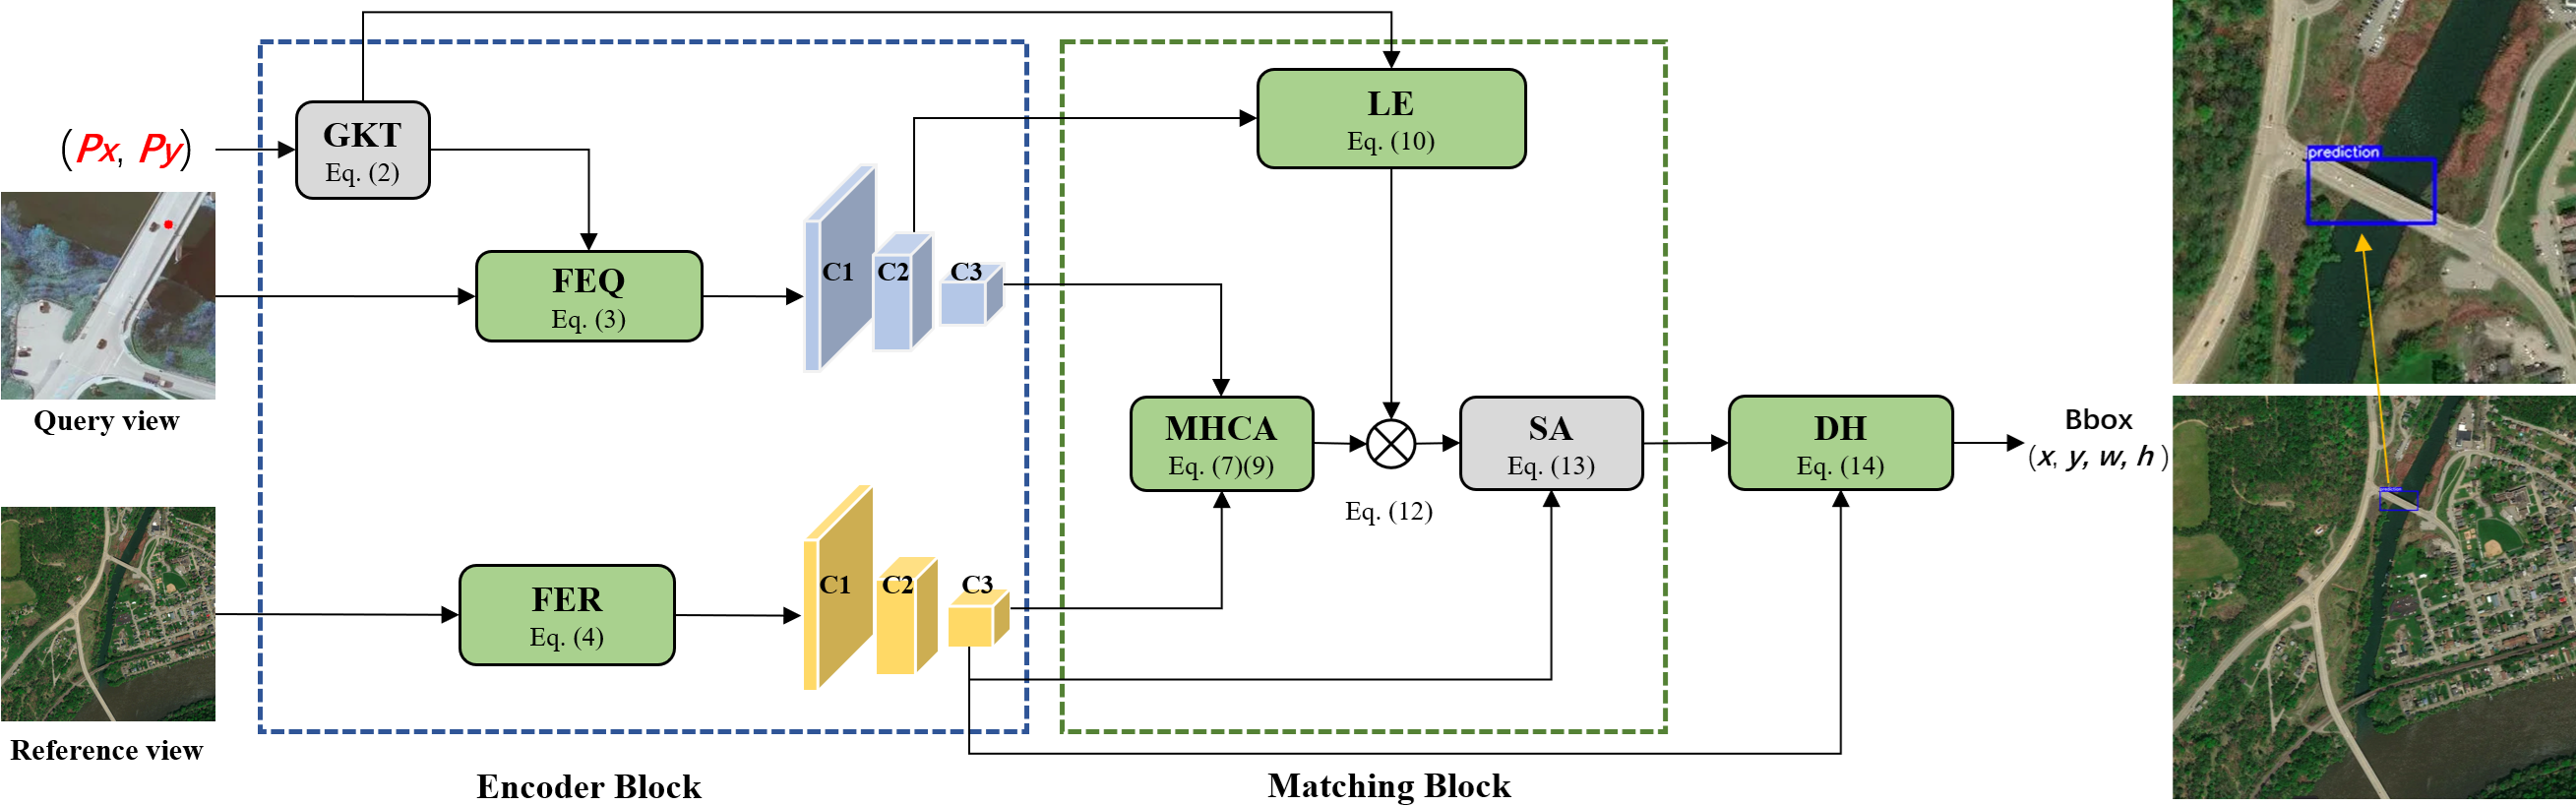 (Px, Py)
GKT
Eq. (2)
Query view
FEQ
Eq. (3)
C1
C2
C3
Reference view
FER
Eq. (4)
C1
C2
C3
Encoder Block
LE
Eq. (10)
MHCA
Eq. (7)(9)
Eq. (12)
SA
Eq. (13)
Matching Block
DH
Eq. (14)
Bbox
(x, y, w, h )
prediction